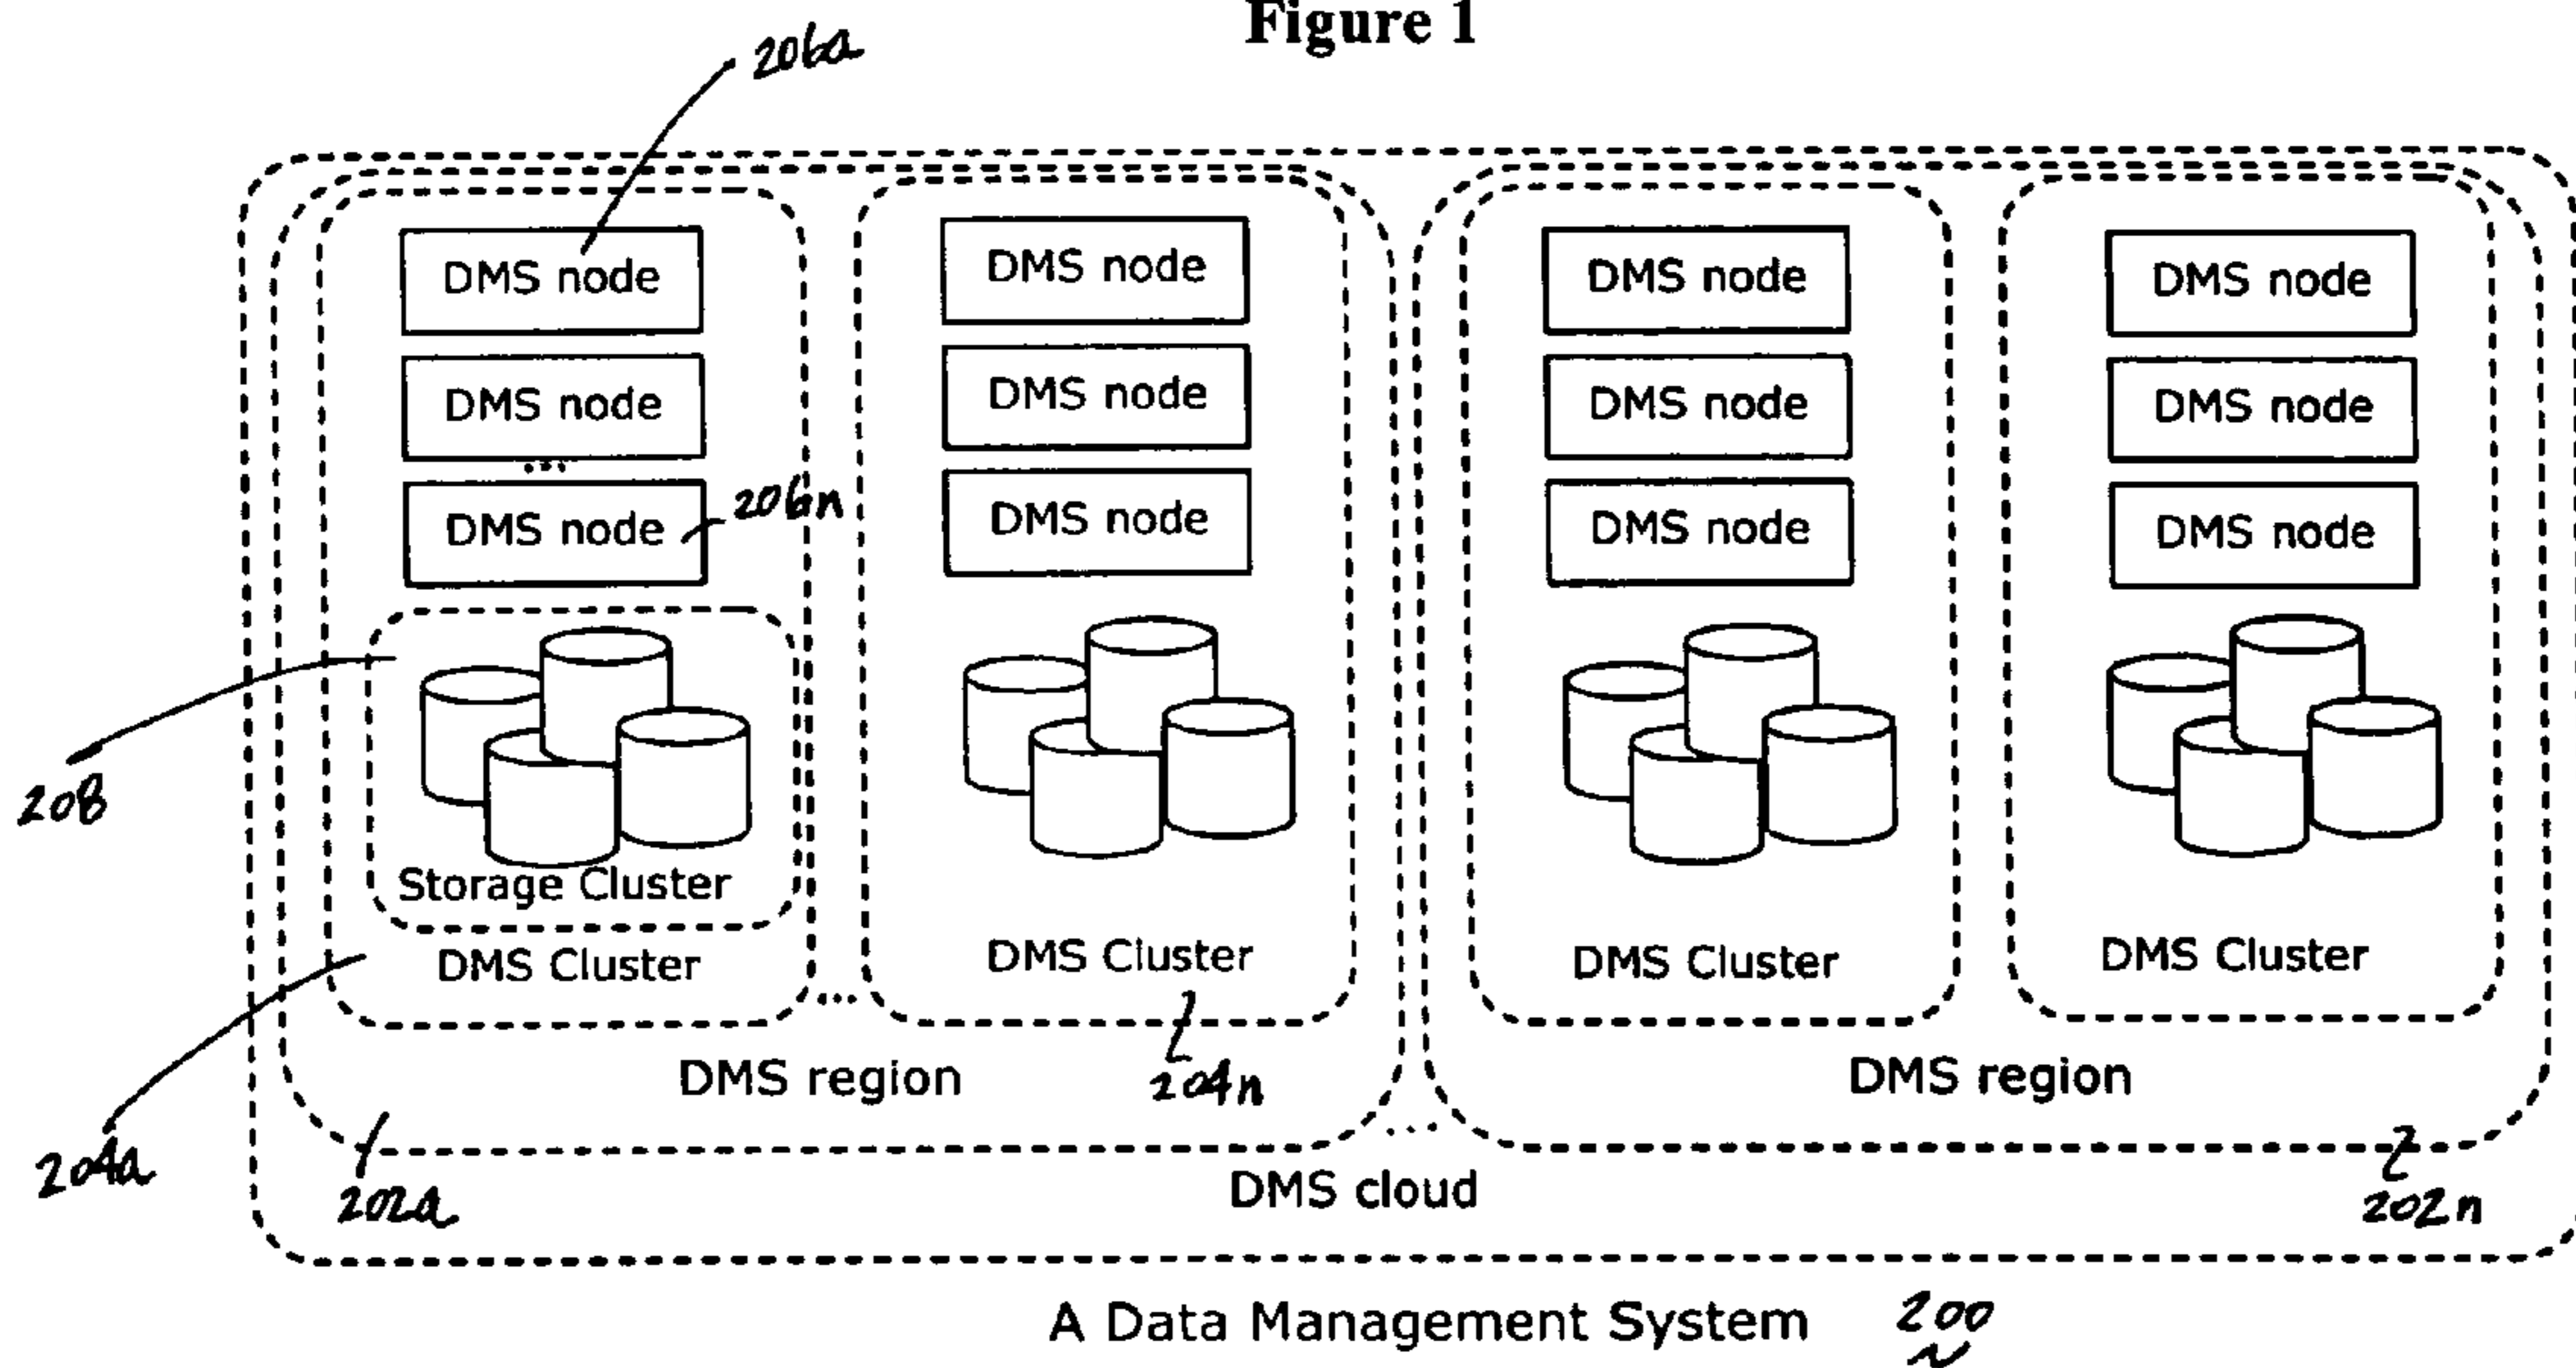 Figure 1
206a
DMS node DMS node DMS node DMS node
DMS node DMS node DMS node DMS node
...
DMS node 206n DMS node DMS node DMS node
208
Storage Cluster
DMS Cluster DMS Cluster DMS Cluster DMS Cluster
...
DMS region 204n DMS region
...
204a 202a DMS cloud 202n
A Data Management System 200